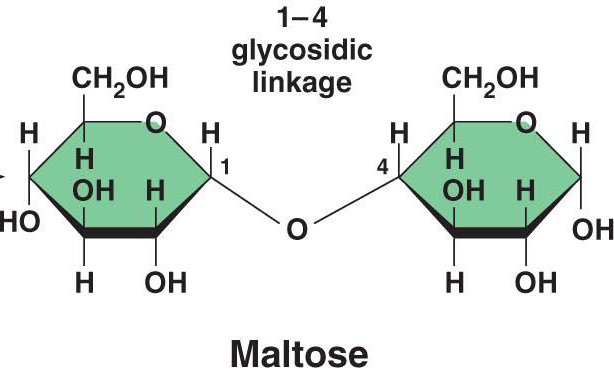 1–4
glycosidic
linkage
CH₂OH CH₂OH
O O
H H H H
H H
1 4
OH H OH H
HO O OH
H OH H OH
Maltose